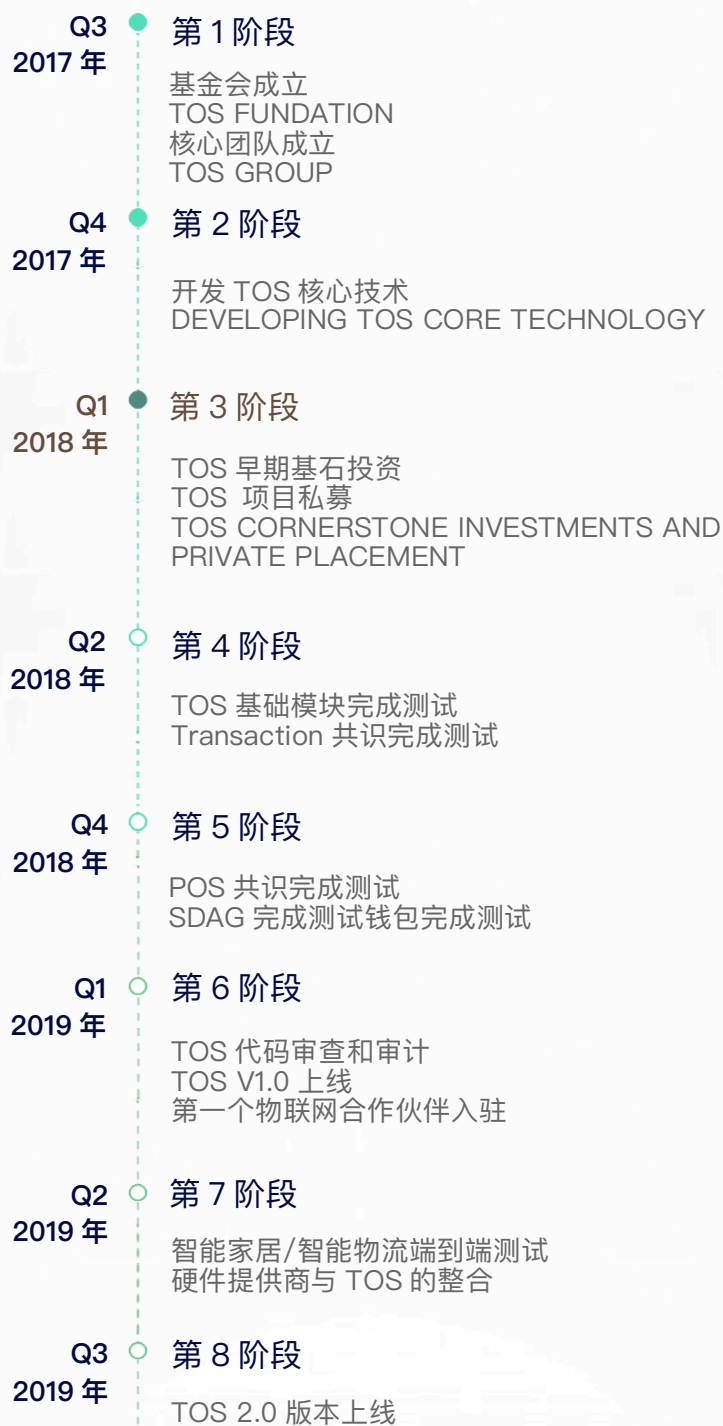 Q3
2017 年
第 1 阶段
基金会成立
TOS FUNDATION
核心团队成立
TOS GROUP
Q4
2017 年
第 2 阶段
开发 TOS 核心技术
DEVELOPING TOS CORE TECHNOLOGY
Q1
2018 年
第 3 阶段
TOS 早期基石投资
TOS 项目私募
TOS CORNERSTONE INVESTMENTS AND
PRIVATE PLACEMENT
Q2
2018 年
第 4 阶段
TOS 基础模块完成测试
Transaction 共识完成测试
Q4
2018 年
第 5 阶段
POS 共识完成测试
SDAG 完成测试钱包完成测试
Q1
2019 年
第 6 阶段
TOS 代码审查和审计
TOS V1.0 上线
第一个物联网合作伙伴入驻
Q2
2019 年
第 7 阶段
智能家居/智能物流端到端测试
硬件提供商与 TOS 的整合
Q3
2019 年
第 8 阶段
TOS 2.0 版本上线